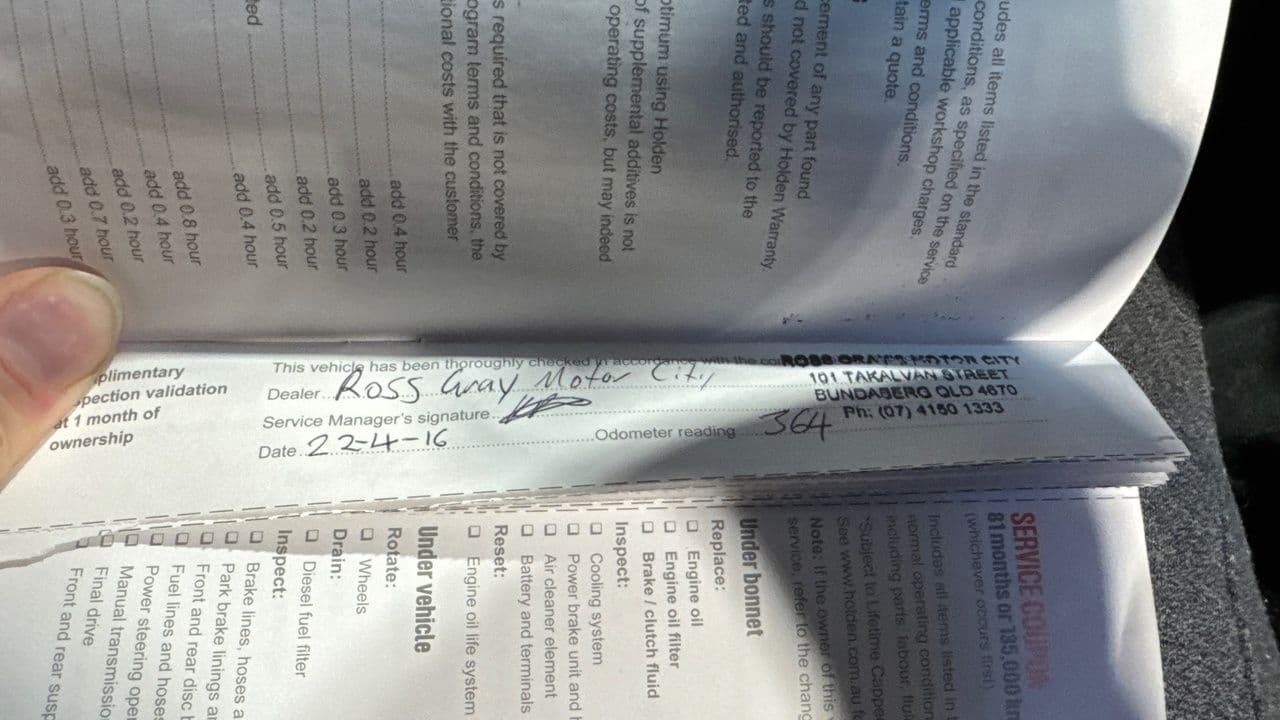 udes all items listed in the standard
conditions, as specified on the service
applicable workshop charges.
erms and conditions.
tain a quote.
ement of any part found
d not covered by Holden Warranty
s should be reported to the
ted and authorised.
ptimum using Holden
of supplemental additives is not
operating costs, but may indeed
s required that is not covered by
ogram terms and conditions, the
ional costs with the customer
add 0.4 hour
add 0.2 hour
add 0.3 hour
add 0.2 hour
add 0.5 hour
ed add 0.4 hour
add 0.8 hour
add 0.4 hour
add 0.2 hour
add 0.7 hour
add 0.3 hour
plimentary
pection validation
at 1 month of
ownership
This vehicle has been thoroughly checked in accordance with the
Dealer Ross Gray Motor City
Service Manager's signature
Date 22-4-16 Odometer reading 364
ROSS GRAYS MOTOR CITY
101 TAKALVAN STREET
BUNDABERG QLD 4670
Ph: (07) 4150 1333
SERVICE COUPON
81 months or 135,000
(whichever occurs first)
Includes all items listed in
normal operating condition
including parts, labour,
*Subject to Lifetime Cappe
See www.holden.com.au
Note: If the owner of this
service, refer to the chang
Under bonnet
Replace:
Engine oil
Engine oil filter
Brake / clutch fluid
Inspect:
Cooling system
Power brake unit and
Air cleaner element
Battery and terminals
Reset:
Engine oil life system
Under vehicle
Rotate:
Wheels
Drain:
Diesel fuel filter
Inspect:
Brake lines, hoses a
Park brake linings a
Front and rear disc
Fuel lines and hoses
Power steering oper
Manual transmissio
Final drive
Front and rear susp